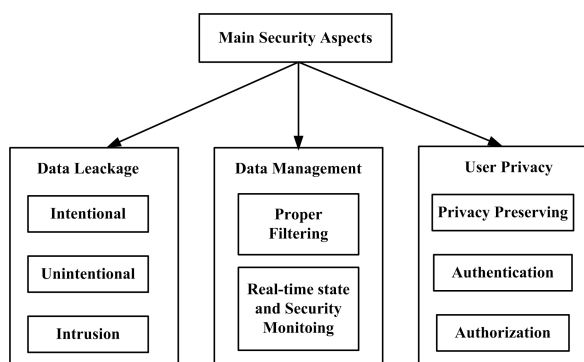 Main Security Aspects
Data Leackage
Intentional
Unintentional
Intrusion
Data Management
Proper
Filtering
Real-time state
and Security
Monitoing
User Privacy
Privacy Preserving
Authentication
Authorization